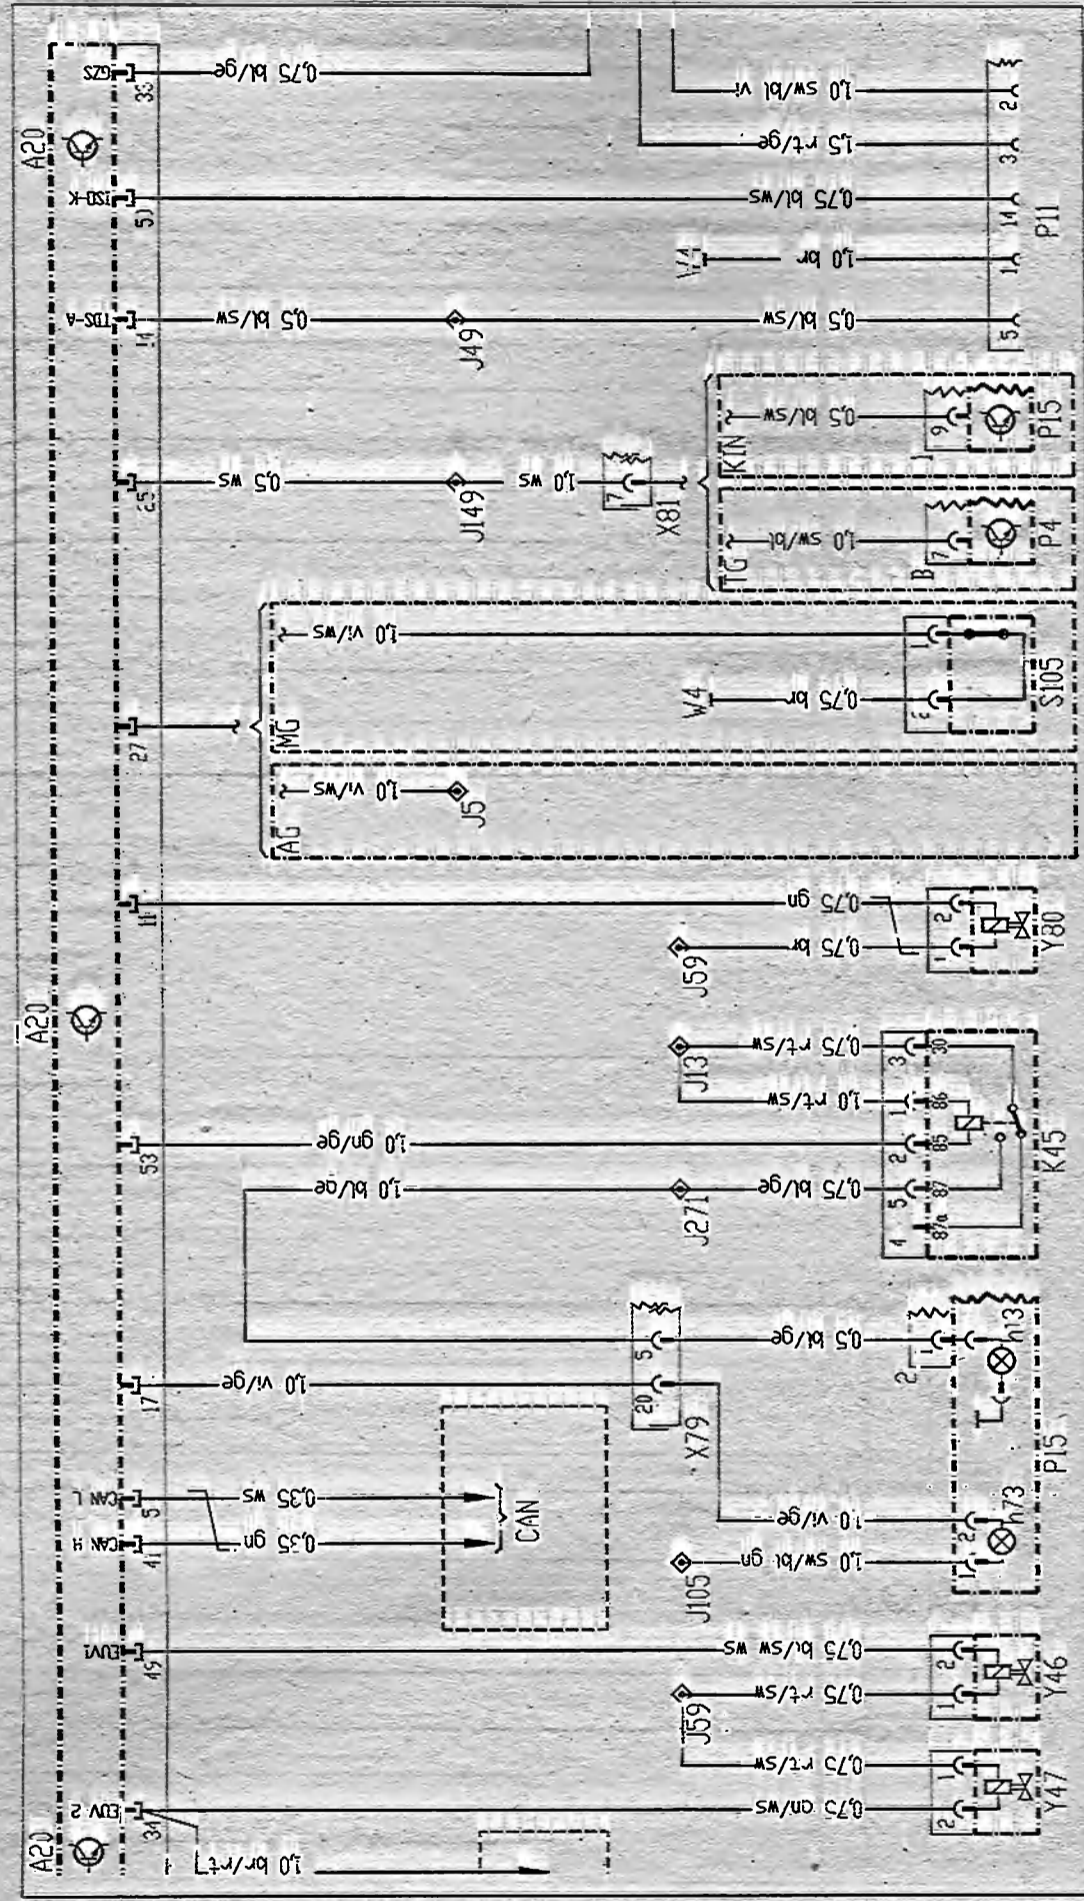 A20
GZS
33
0,75 bl/ge
ISO-K
50
0,75 bl/ws
1,0 sw/bl vi
2
1,5 rt/ge
3
14
W4
1,0 br
1
P11
TDS-A
14
0,5 bl/sw
J49
0,5 bl/sw
5
25
0,5 ws
J149
1,0 ws
7
X81
KIN
0,5 bl/sw
9
P15
TG
1,0 sw/bl
7
B
P4
27
MG
1,0 vi/ws
1
W4
0,75 br
S105
AG
1,0 vi/ws
J5
11
0,75 gn
2
J59
0,75 br
1
Y80
A20
J13
0,75 rt/sw
3
30
1,0 rt/sw
1
86
53
1,0 gn/ge
2
85
1,0 bl/ge
J271
0,75 bl/ge
5
87
4
87a
K45
5
0,5 bl/ge
1
2
h13
17
1,0 vi/ge
20
X79
P15
CAN L
5
0,35 ws
CAN H
41
0,35 gn
CAN
1,0 vi/ge
2
h73
J105
1,0 sw/bl gn
1
EUV1
49
0,75 bl/sw ws
2
J59
0,75 rt/sw
1
Y46
0,75 rt/sw
1
EUV 2
34
0,75 gn/ws
2
Y47
A20
1
1,0 br/rt